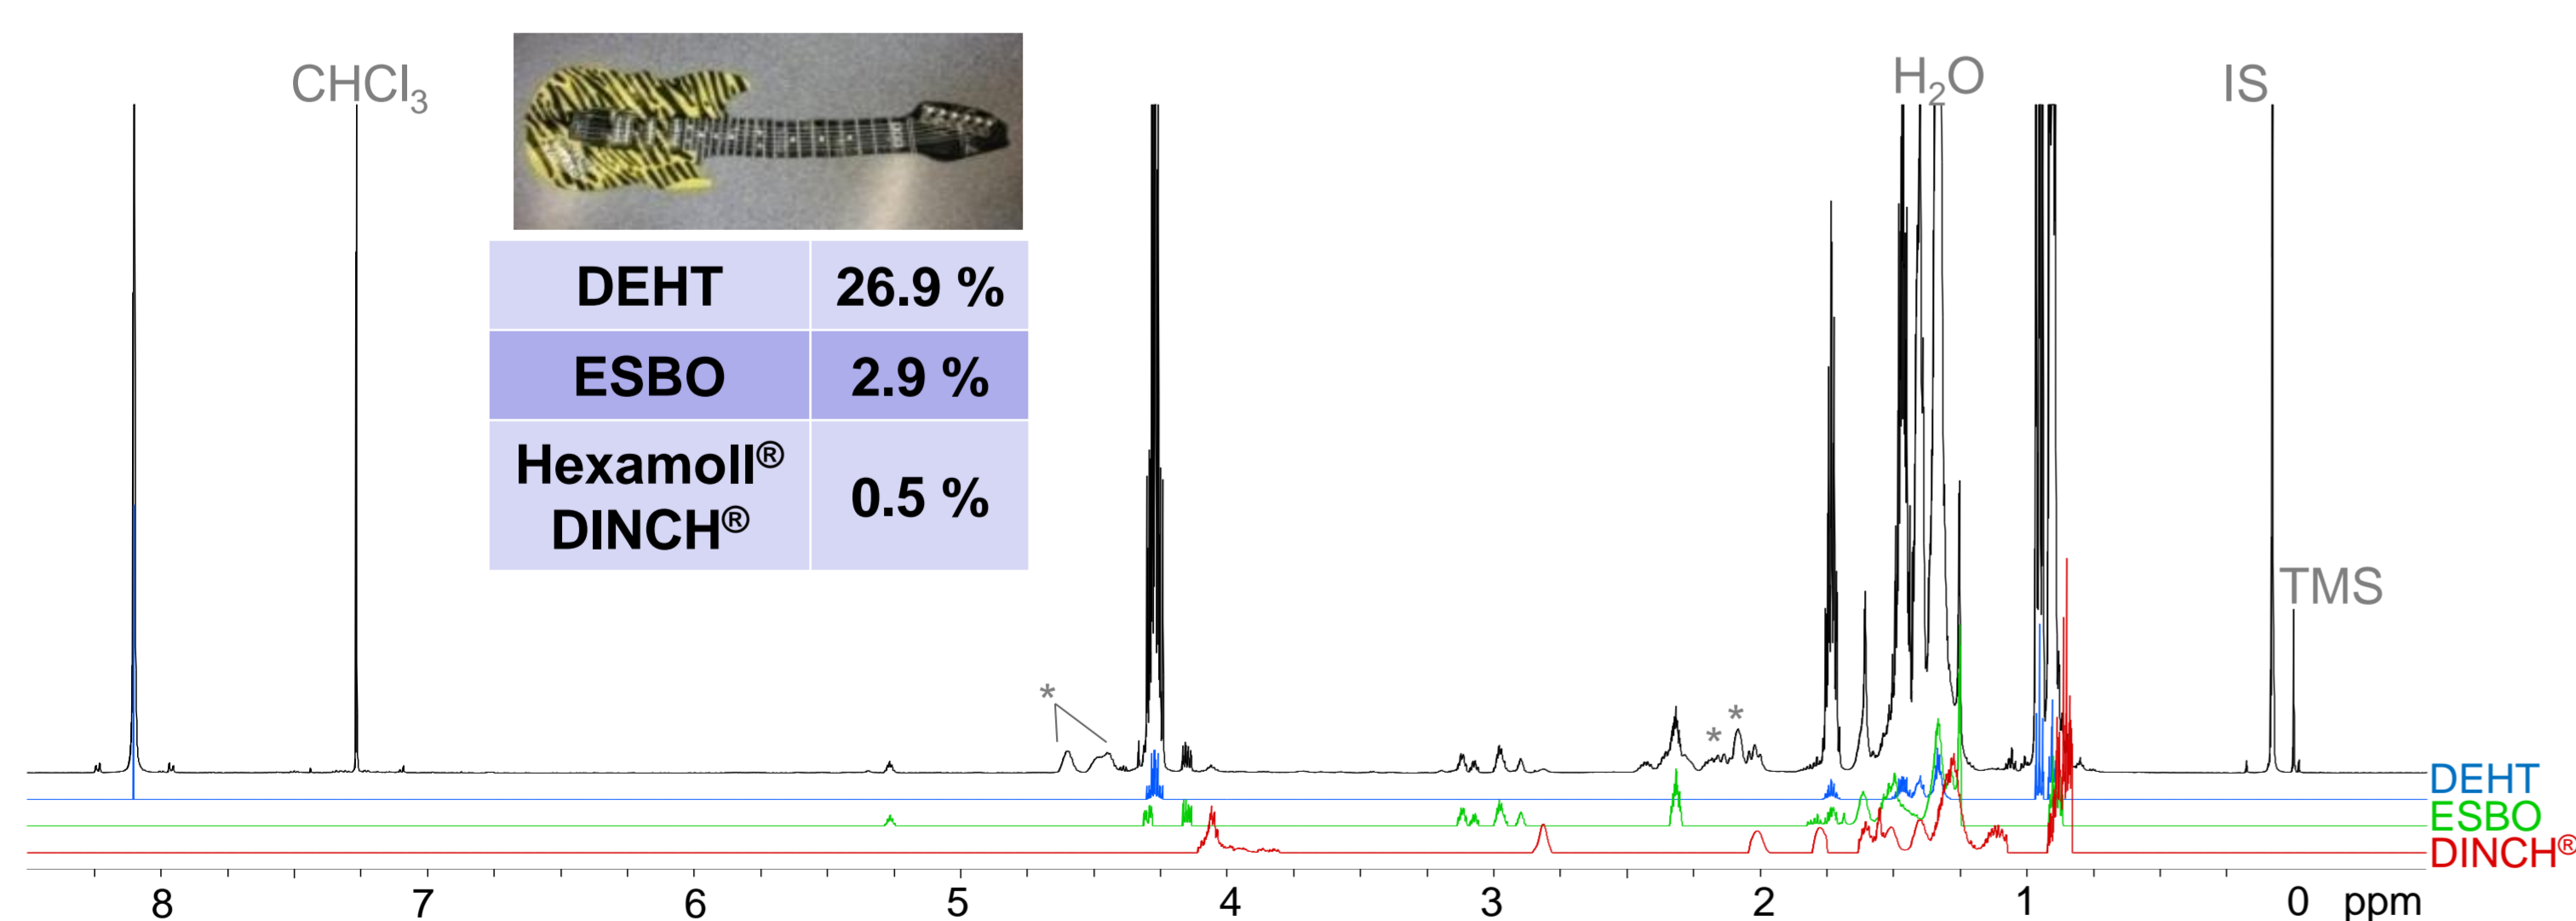 CHCl₃
H₂O
IS
DEHT 26.9 %
ESBO 2.9 %
Hexamoll®
DINCH®
0.5 %
TMS
*
*
*
DEHT
ESBO
DINCH®
8 7 6 5 4 3 2 1 0 ppm